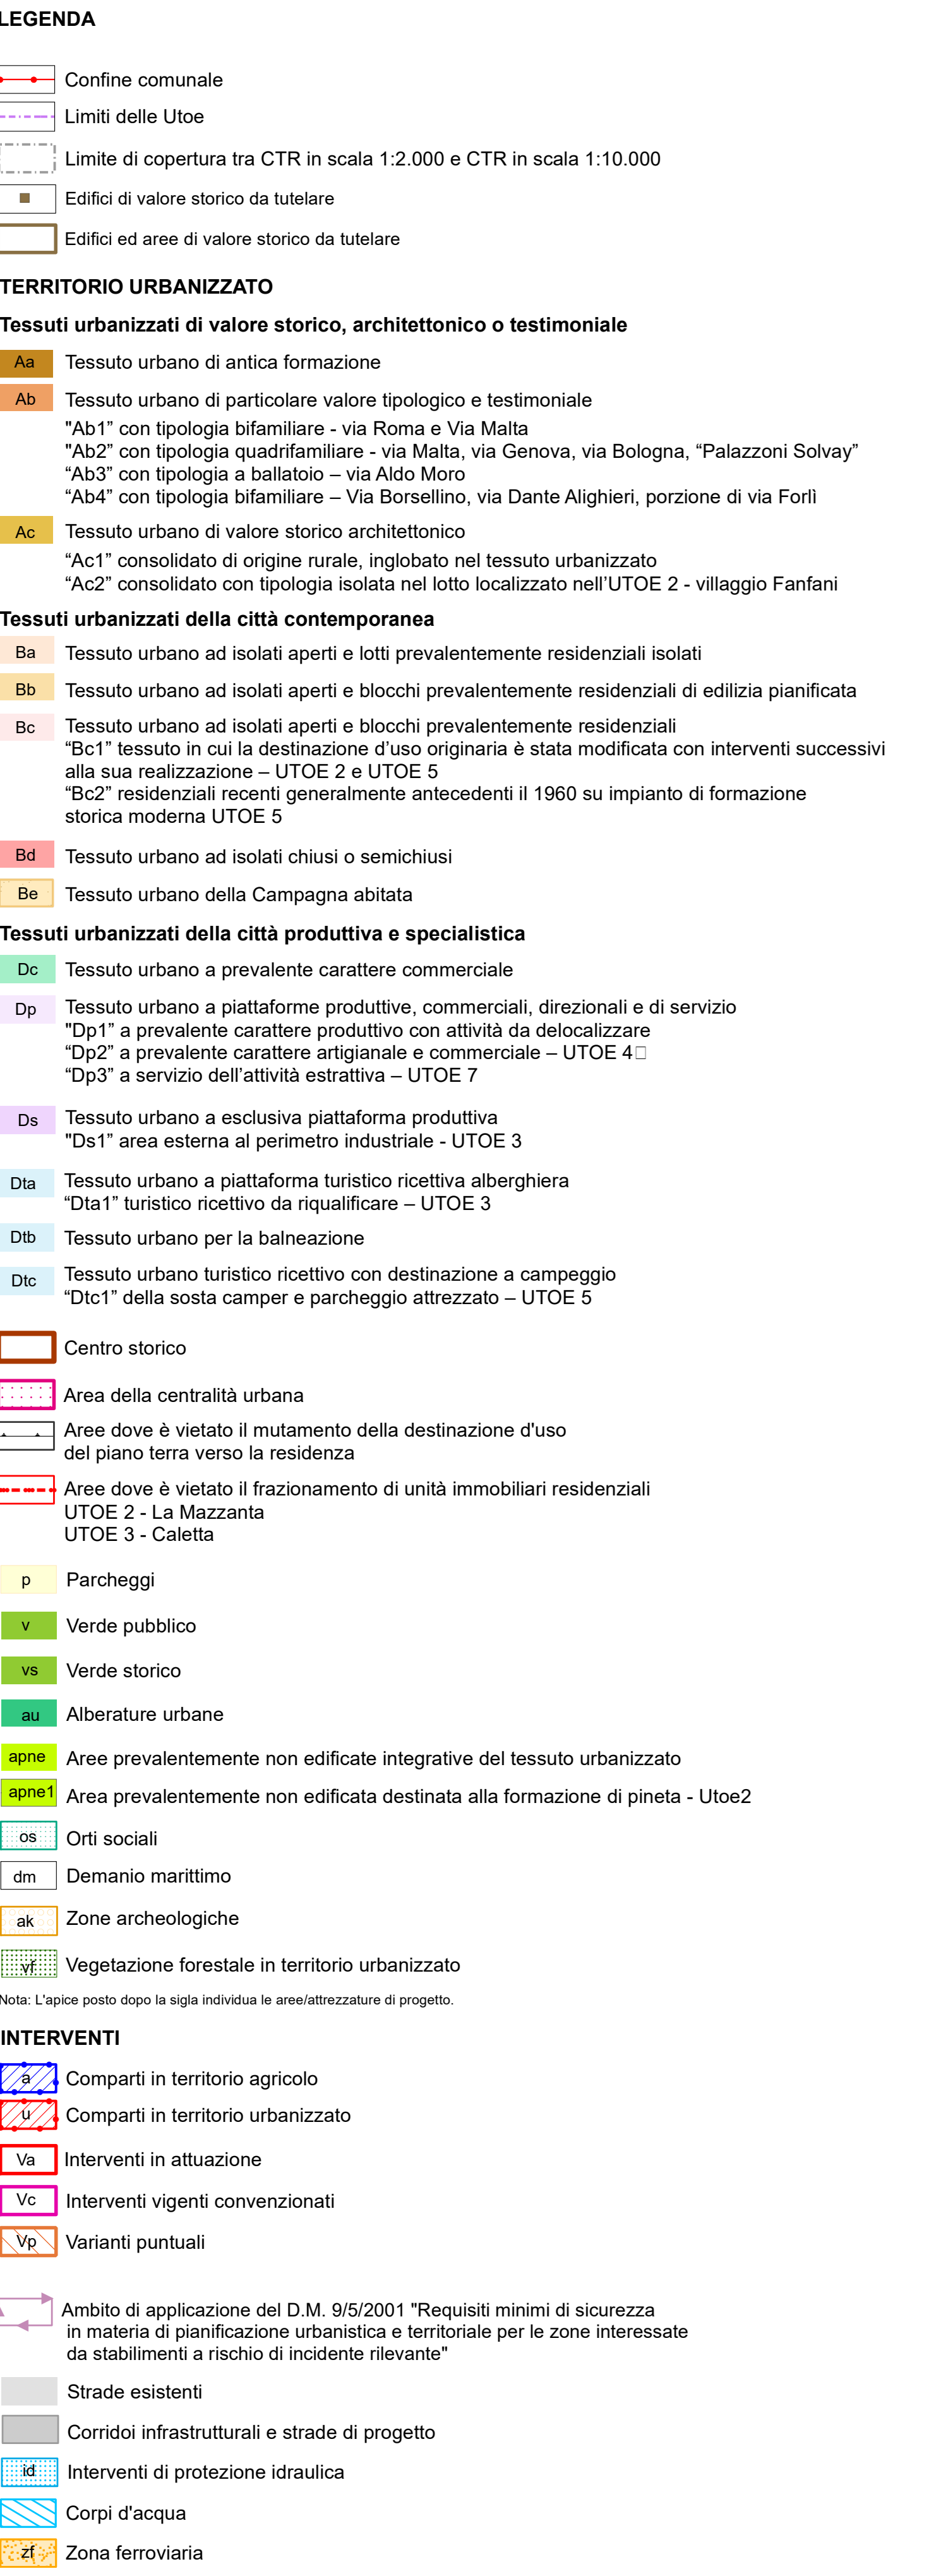 LEGENDA
Confine comunale
Limiti delle Utoe
Limite di copertura tra CTR in scala 1:2.000 e CTR in scala 1:10.000
Edifici di valore storico da tutelare
Edifici ed aree di valore storico da tutelare
TERRITORIO URBANIZZATO
Tessuti urbanizzati di valore storico, architettonico o testimoniale
Aa Tessuto urbano di antica formazione
Ab Tessuto urbano di particolare valore tipologico e testimoniale
"Ab1” con tipologia bifamiliare - via Roma e Via Malta
"Ab2” con tipologia quadrifamiliare - via Malta, via Genova, via Bologna, “Palazzoni Solvay”
“Ab3” con tipologia a ballatoio – via Aldo Moro
“Ab4” con tipologia bifamiliare – Via Borsellino, via Dante Alighieri, porzione di via Forlì
Ac Tessuto urbano di valore storico architettonico
“Ac1” consolidato di origine rurale, inglobato nel tessuto urbanizzato
“Ac2” consolidato con tipologia isolata nel lotto localizzato nell’UTOE 2 - villaggio Fanfani
Tessuti urbanizzati della città contemporanea
Ba Tessuto urbano ad isolati aperti e lotti prevalentemente residenziali isolati
Bb Tessuto urbano ad isolati aperti e blocchi prevalentemente residenziali di edilizia pianificata
Bc Tessuto urbano ad isolati aperti e blocchi prevalentemente residenziali
“Bc1” tessuto in cui la destinazione d’uso originaria è stata modificata con interventi successivi
alla sua realizzazione – UTOE 2 e UTOE 5
“Bc2” residenziali recenti generalmente antecedenti il 1960 su impianto di formazione
storica moderna UTOE 5
Bd Tessuto urbano ad isolati chiusi o semichiusi
Be Tessuto urbano della Campagna abitata
Tessuti urbanizzati della città produttiva e specialistica
Dc Tessuto urbano a prevalente carattere commerciale
Dp Tessuto urbano a piattaforme produttive, commerciali, direzionali e di servizio
"Dp1” a prevalente carattere produttivo con attività da delocalizzare
“Dp2” a prevalente carattere artigianale e commerciale – UTOE 4
“Dp3” a servizio dell’attività estrattiva – UTOE 7
Ds Tessuto urbano a esclusiva piattaforma produttiva
"Ds1” area esterna al perimetro industriale - UTOE 3
Dta Tessuto urbano a piattaforma turistico ricettiva alberghiera
“Dta1” turistico ricettivo da riqualificare – UTOE 3
Dtb Tessuto urbano per la balneazione
Dtc Tessuto urbano turistico ricettivo con destinazione a campeggio
“Dtc1” della sosta camper e parcheggio attrezzato – UTOE 5
Centro storico
Area della centralità urbana
Aree dove è vietato il mutamento della destinazione d'uso
del piano terra verso la residenza
Aree dove è vietato il frazionamento di unità immobiliari residenziali
UTOE 2 - La Mazzanta
UTOE 3 - Caletta
p Parcheggi
v Verde pubblico
vs Verde storico
au Alberature urbane
apne Aree prevalentemente non edificate integrative del tessuto urbanizzato
apne1 Area prevalentemente non edificata destinata alla formazione di pineta - Utoe2
os Orti sociali
dm Demanio marittimo
ak Zone archeologiche
vf Vegetazione forestale in territorio urbanizzato
Nota: L'apice posto dopo la sigla individua le aree/attrezzature di progetto.
INTERVENTI
a Comparti in territorio agricolo
u Comparti in territorio urbanizzato
Va Interventi in attuazione
Vc Interventi vigenti convenzionati
Vp Varianti puntuali
Ambito di applicazione del D.M. 9/5/2001 "Requisiti minimi di sicurezza
in materia di pianificazione urbanistica e territoriale per le zone interessate
da stabilimenti a rischio di incidente rilevante"
Strade esistenti
Corridoi infrastrutturali e strade di progetto
id Interventi di protezione idraulica
Corpi d'acqua
zf Zona ferroviaria